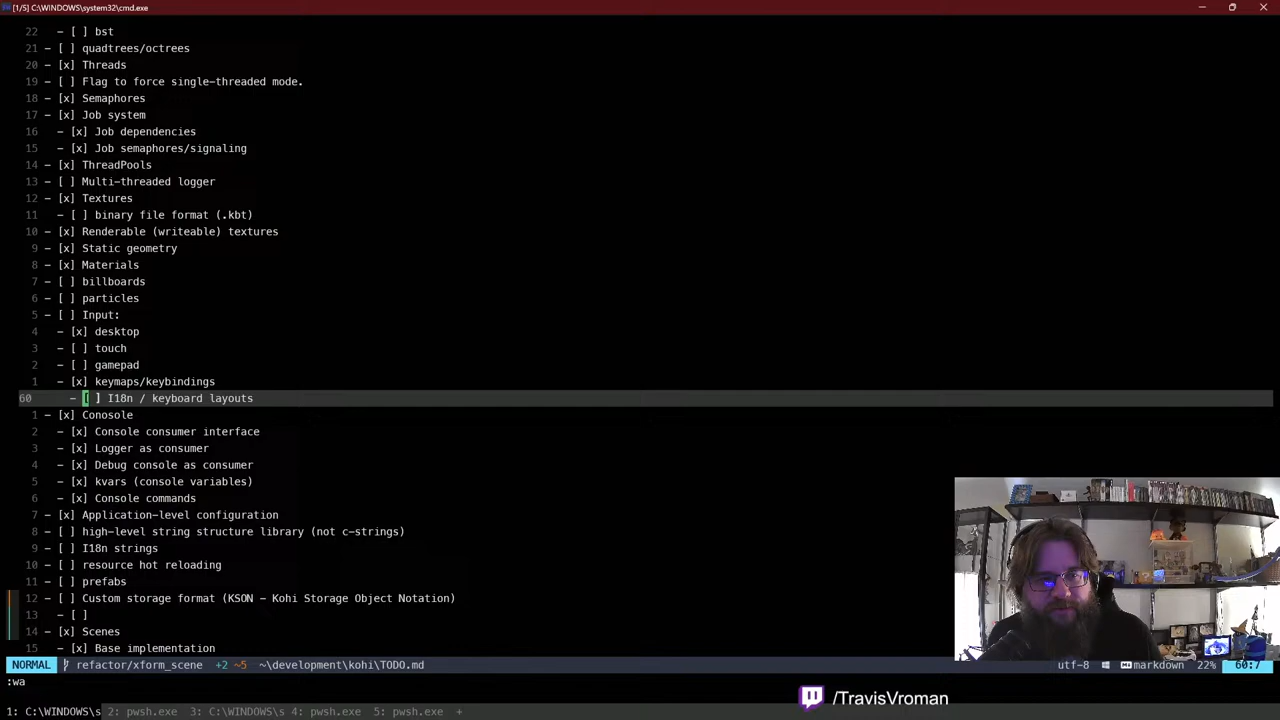 [1/5] C:\WINDOWS\system32\cmd.exe
22 - [ ] bst
21 - [ ] quadtrees/octrees
20 - [x] Threads
19 - [ ] Flag to force single-threaded mode.
18 - [x] Semaphores
17 - [x] Job system
16 - [x] Job dependencies
15 - [x] Job semaphores/signaling
14 - [x] ThreadPools
13 - [ ] Multi-threaded logger
12 - [x] Textures
11 - [ ] binary file format (.kbt)
10 - [x] Renderable (writeable) textures
9 - [x] Static geometry
8 - [x] Materials
7 - [ ] billboards
6 - [ ] particles
5 - [ ] Input:
4 - [x] desktop
3 - [ ] touch
2 - [ ] gamepad
1 - [x] keymaps/keybindings
60 - [ ] I18n / keyboard layouts
1 - [x] Conosole
2 - [x] Console consumer interface
3 - [x] Logger as consumer
4 - [x] Debug console as consumer
5 - [x] kvars (console variables)
6 - [x] Console commands
7 - [x] Application-level configuration
8 - [ ] high-level string structure library (not c-strings)
9 - [ ] I18n strings
10 - [ ] resource hot reloading
11 - [ ] prefabs
12 - [ ] Custom storage format (KSON - Kohi Storage Object Notation)
13 - [ ]
14 - [x] Scenes
15 - [x] Base implementation
NORMAL refactor/xform_scene +2 ~5 ~\development\kohi\TODO.md utf-8 markdown 22% 60:7
:wa
/TravisVroman
1: C:\WINDOWS\s 2: pwsh.exe 3: C:\WINDOWS\s 4: pwsh.exe 5: pwsh.exe +